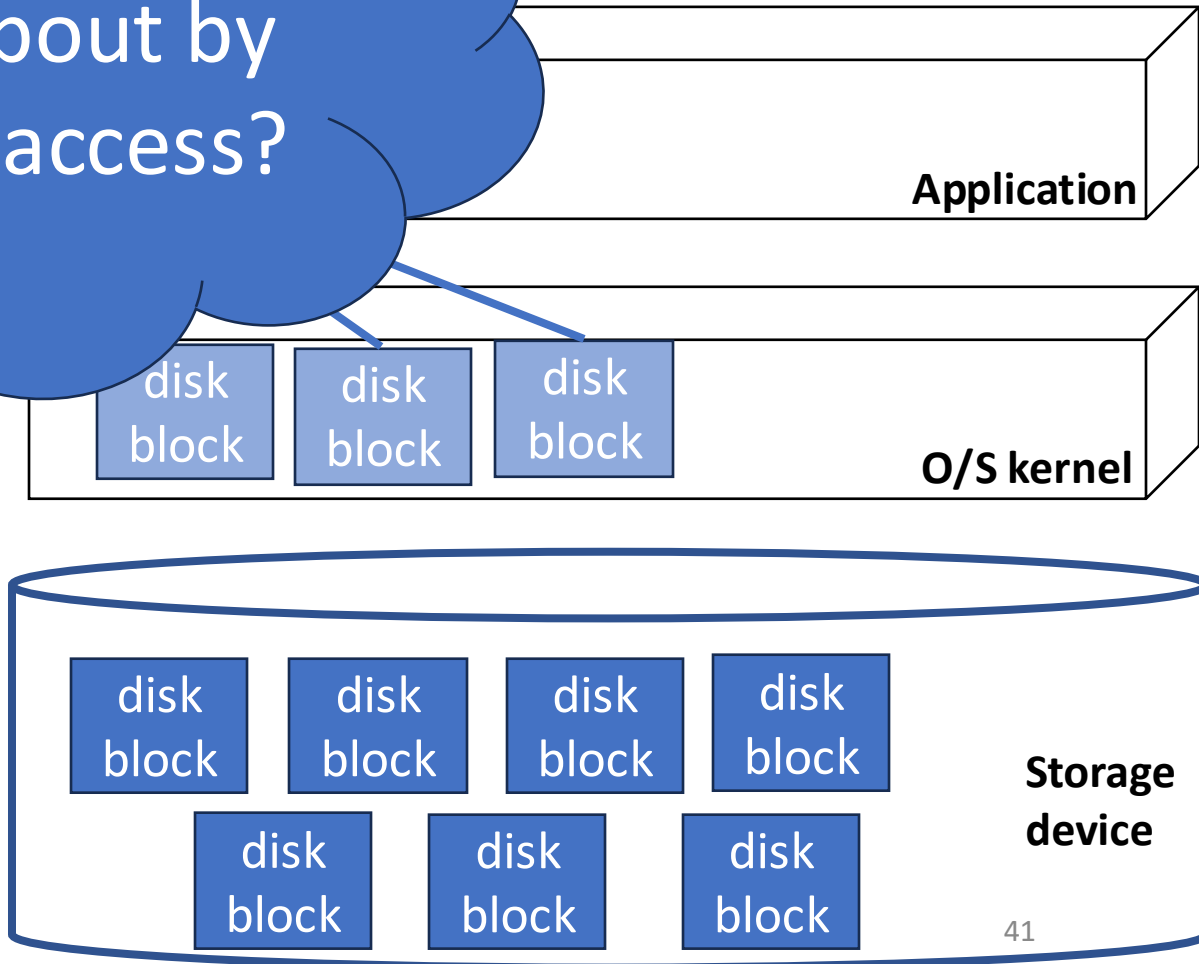 bout by
access?
Application
disk
block
disk
block
disk
block
O/S kernel
disk
block
disk
block
disk
block
disk
block
Storage
device
disk
block
disk
block
disk
block
41